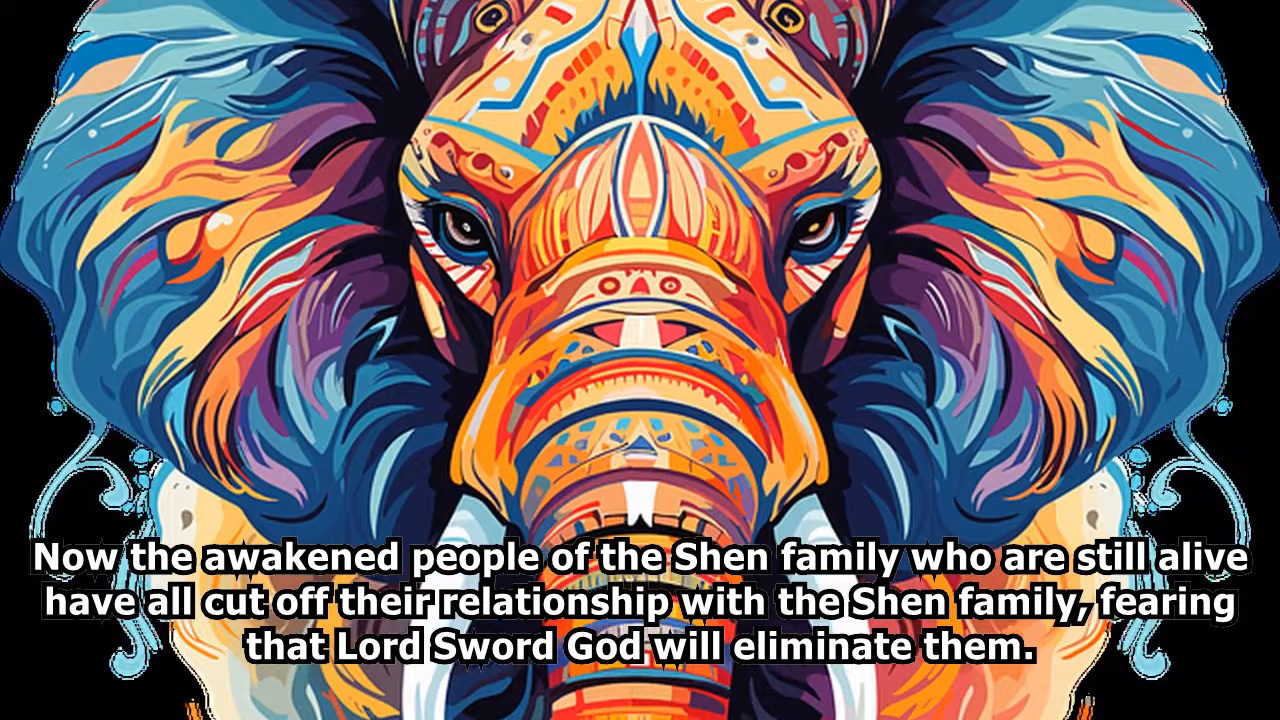 Now the awakened people of the Shen family who are still alive
have all cut off their relationship with the Shen family, fearing
that Lord Sword God will eliminate them.